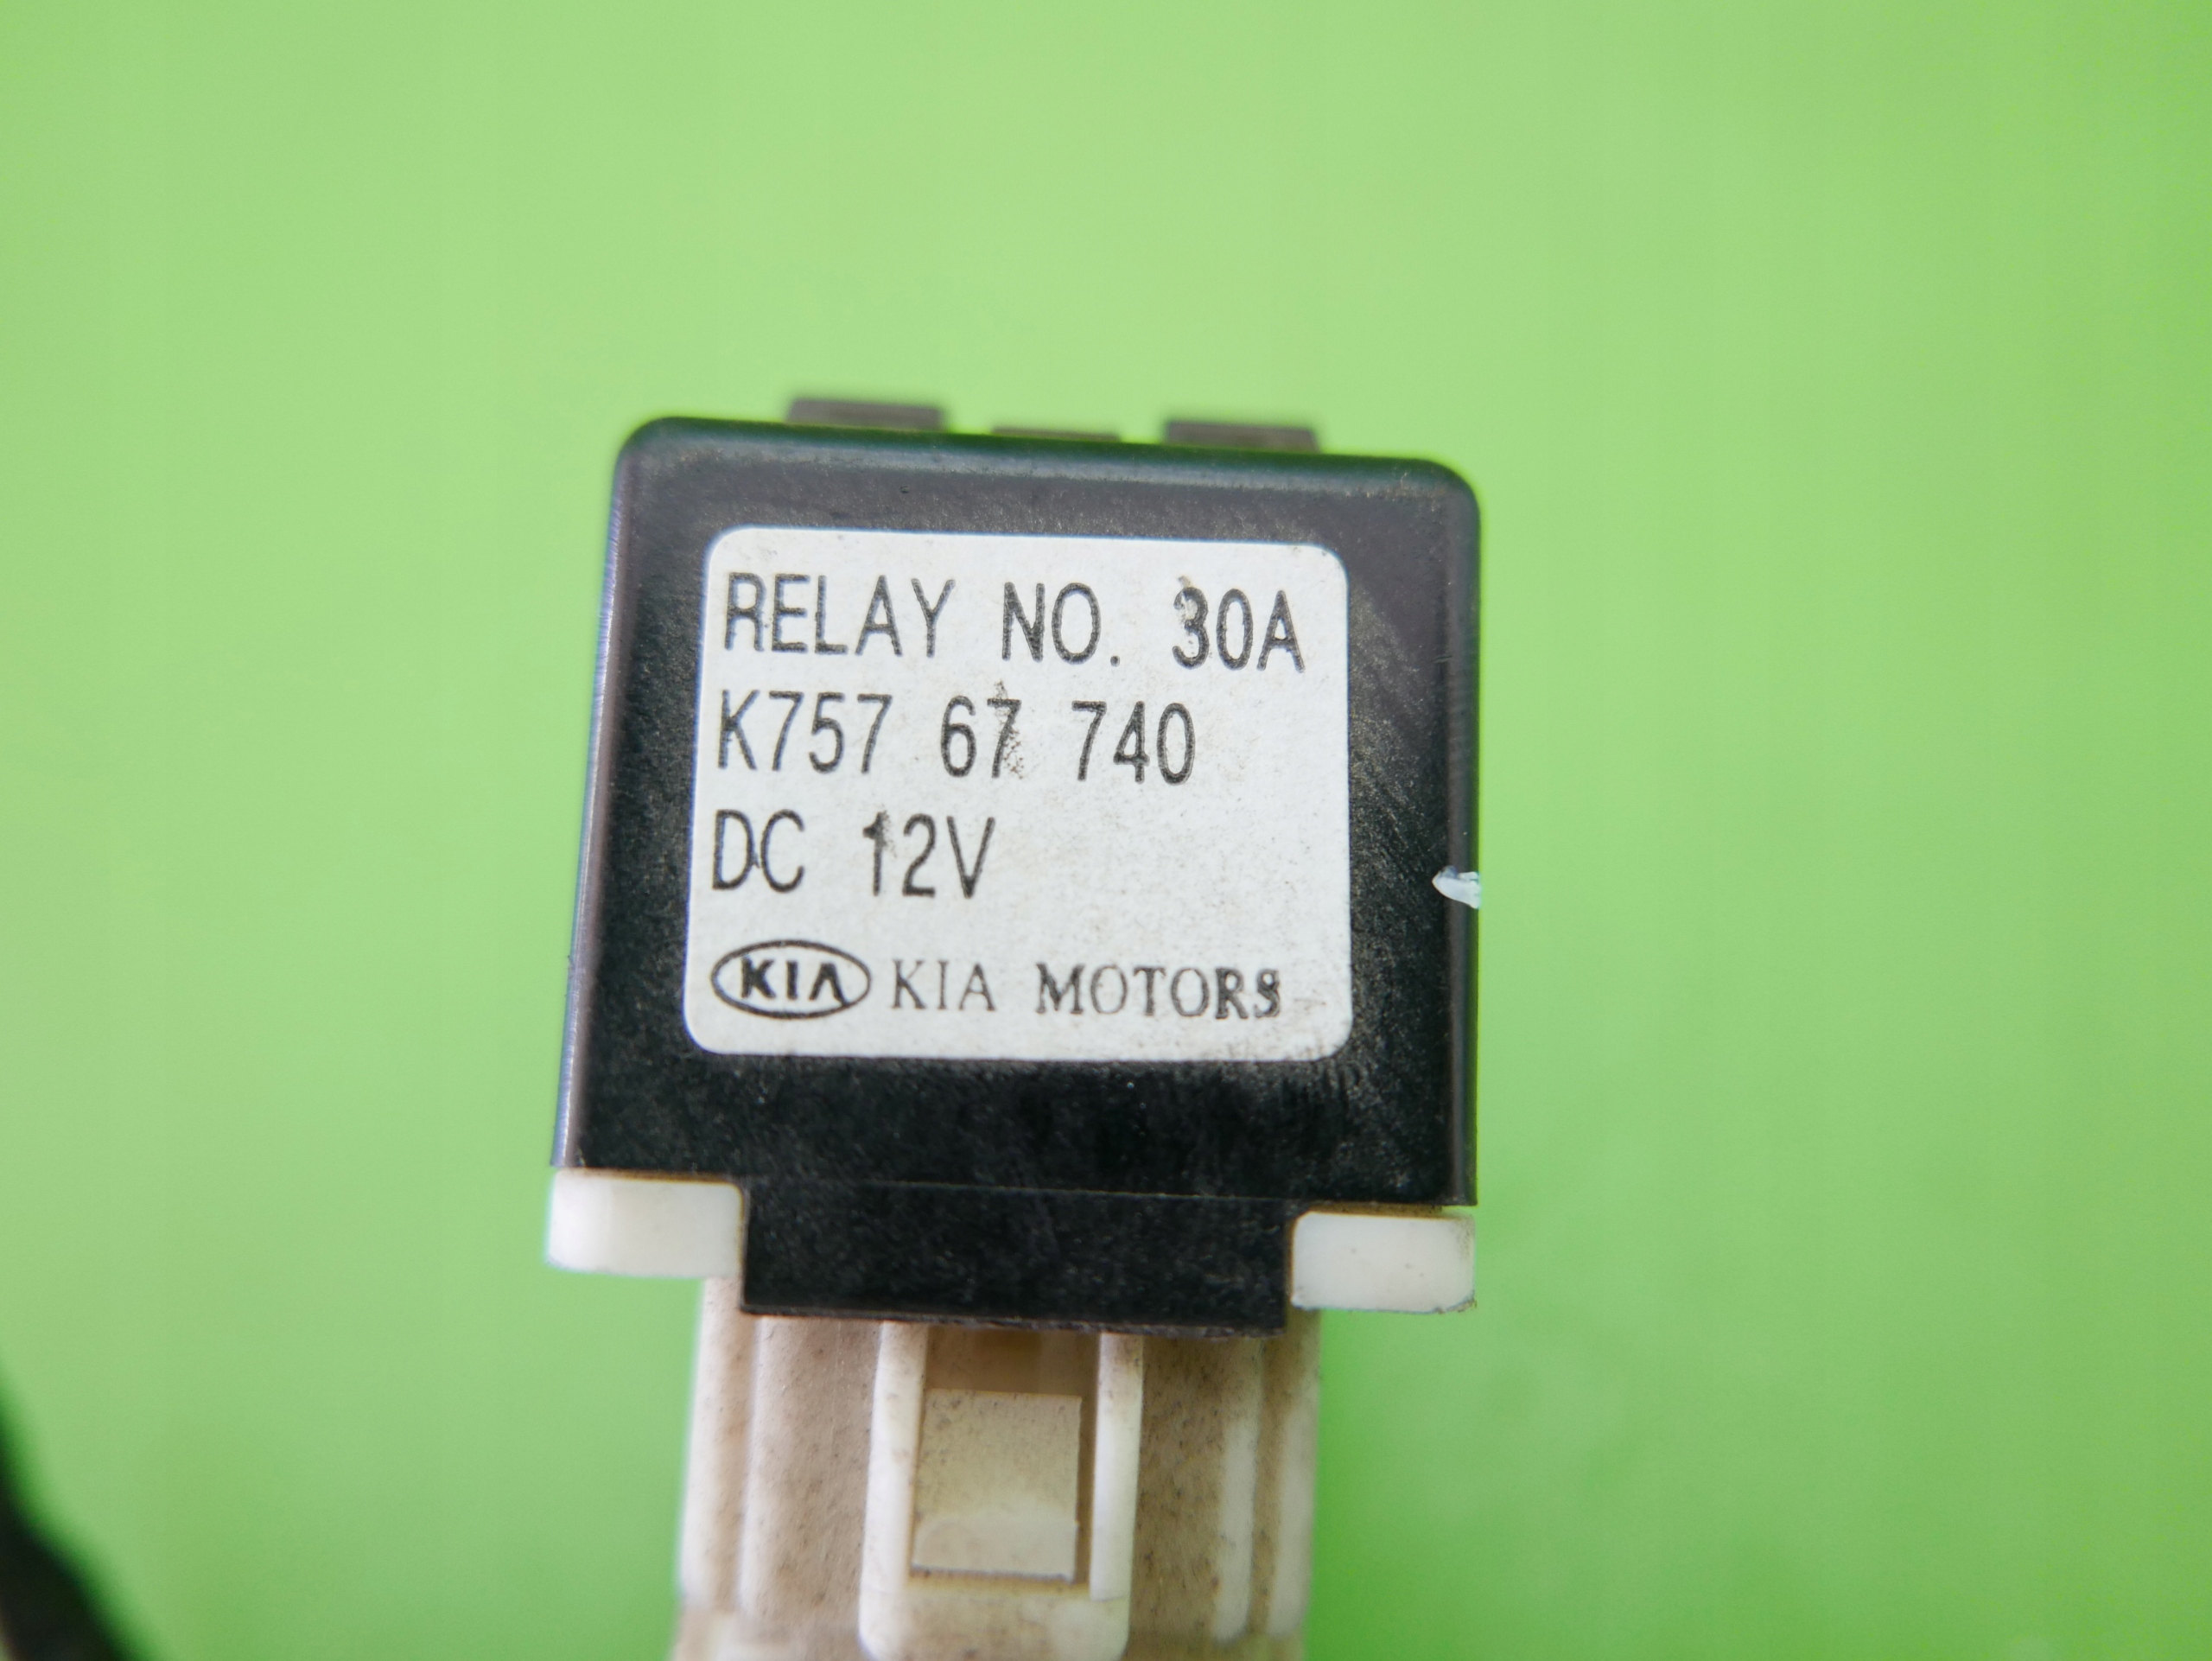 RELAY NO. 30A
K757 67 740
DC 12V
KIA KIA MOTORS